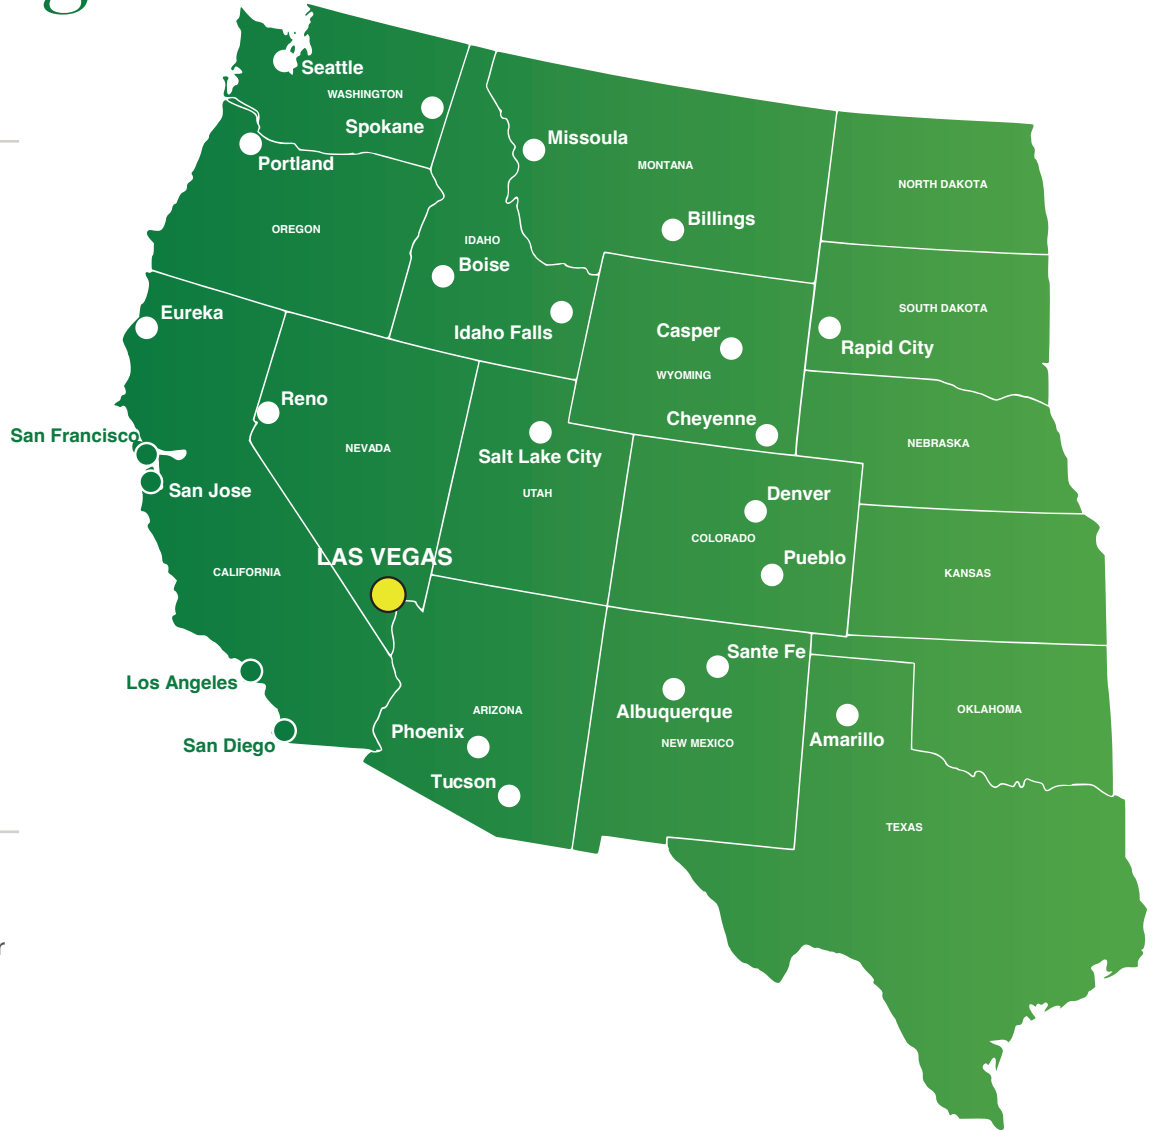 g
Seattle
WASHINGTON
Spokane
Missoula
Portland
MONTANA
NORTH DAKOTA
Billings
OREGON
IDAHO
Boise
Eureka
SOUTH DAKOTA
Idaho Falls
Casper
Rapid City
WYOMING
Reno
Cheyenne
San Francisco
NEBRASKA
NEVADA
Salt Lake City
San Jose
UTAH
Denver
COLORADO
LAS VEGAS
Pueblo
CALIFORNIA
KANSAS
Sante Fe
Los Angeles
ARIZONA
Albuquerque
OKLAHOMA
Phoenix
NEW MEXICO
Amarillo
San Diego
Tucson
TEXAS
r